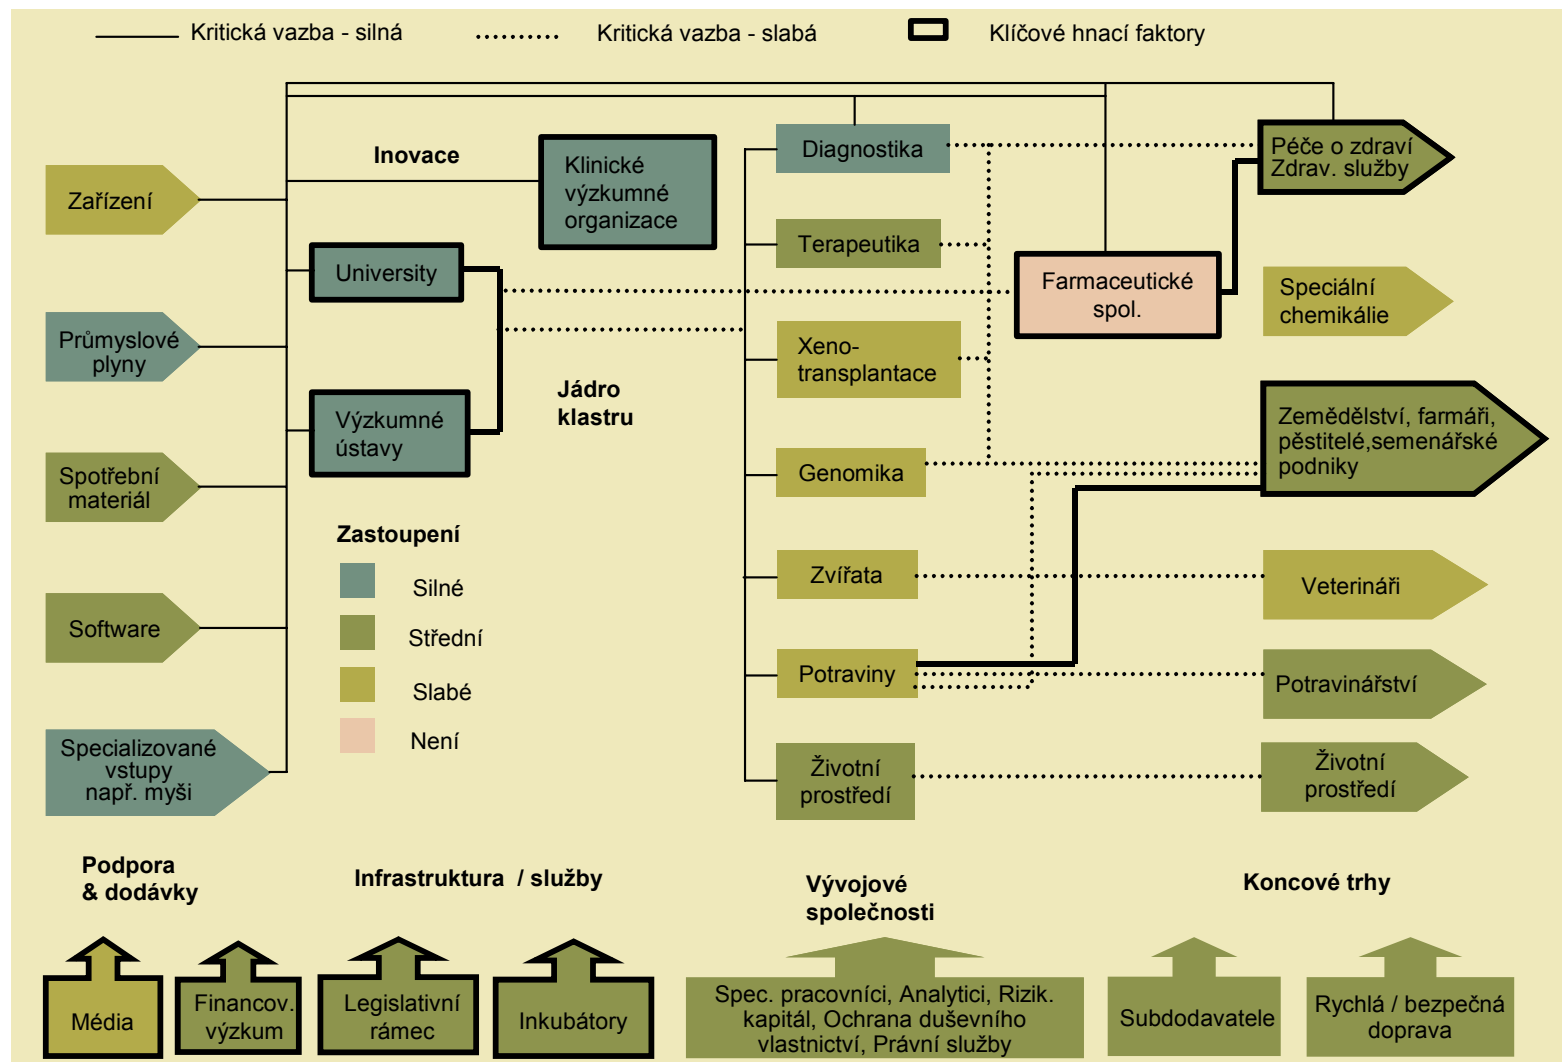 Kritická vazba - silná
Kritická vazba - slabá
Klíčové hnací faktory
Inovace
Klinické
výzkumné
organizace
Diagnostika
Péče o zdraví
Zdrav. služby
Zařízení
University
Terapeutika
Farmaceutické
spol.
Speciální
chemikálie
Průmyslové
plyny
Xeno-
transplantace
Jádro
klastru
Výzkumné
ústavy
Zemědělství, farmáři,
pěstitelé,semenářské
podniky
Spotřební
materiál
Genomika
Zastoupení
Silné
Střední
Slabé
Není
Zvířata
Veterináři
Software
Potraviny
Potravinářství
Specializované
vstupy
např. myši
Životní
prostředí
Životní
prostředí
Podpora
& dodávky
Infrastruktura / služby
Vývojové
společnosti
Koncové trhy
Média
Financov.
výzkum
Legislativní
rámec
Inkubátory
Spec. pracovníci, Analytici, Rizik.
kapitál, Ochrana duševního
vlastnictví, Právní služby
Subdodavatele
Rychlá / bezpečná
doprava